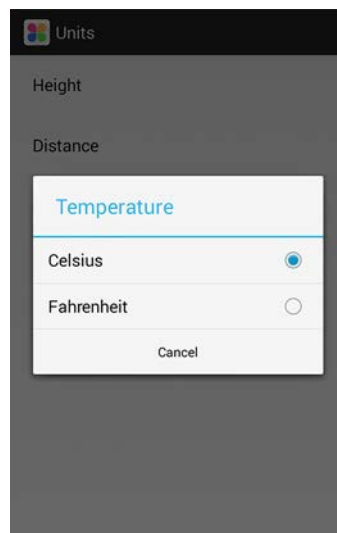 Units
Height
Distance
Temperature
Celsius
Fahrenheit
Cancel